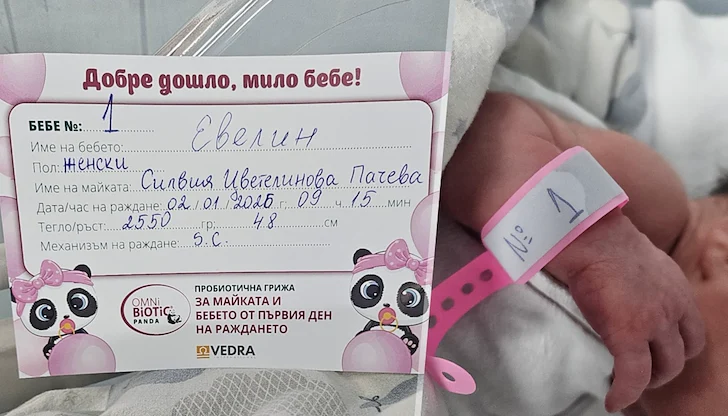 Добре дошло, мило бебе!
БЕБЕ №: 1
Име на бебето: Евелин
Пол: женски
Име на майката: Силвия Цветелинова Пачева
Дата/час на раждане: 02/01/2026 г; 09 ч. 15 мин
Тегло/ръст: 2550 гр. 48 см
Механизъм на раждане: S.C.
OMNi
BiOTiC
PANDA
ПРОБИОТИЧНА ГРИЖА
ЗА МАЙКАТА И
БЕБЕТО ОТ ПЪРВИЯ ДЕН
НА РАЖДАНЕТО
VEDRA
№ 1